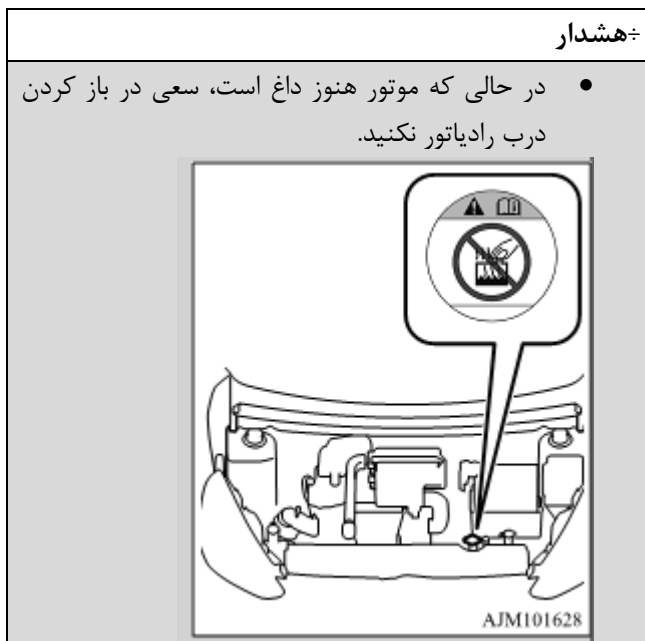 ÷هشدار
● در حالی که موتور هنوز داغ است، سعی در باز کردن
درب رادیاتور نکنید.
AJM101628